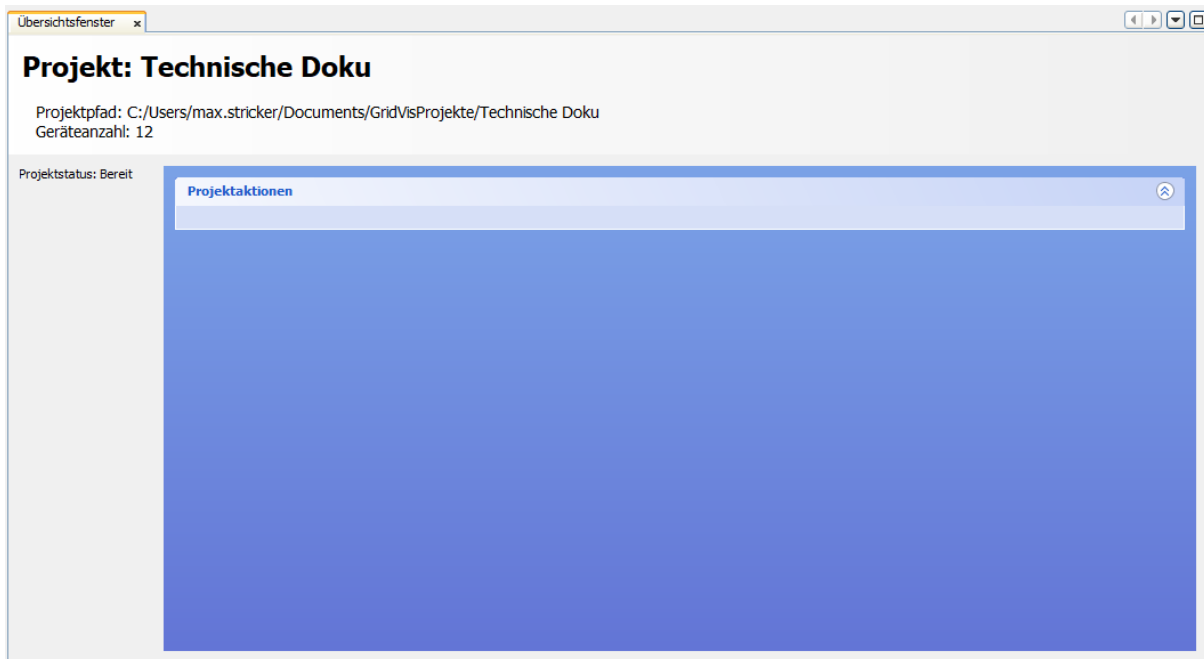 Übersichtsfenster x
Projekt: Technische Doku
Projektpfad: C:/Users/max.stricker/Documents/GridVisProjekte/Technische Doku
Geräteanzahl: 12
Projektstatus: Bereit
Projektaktionen